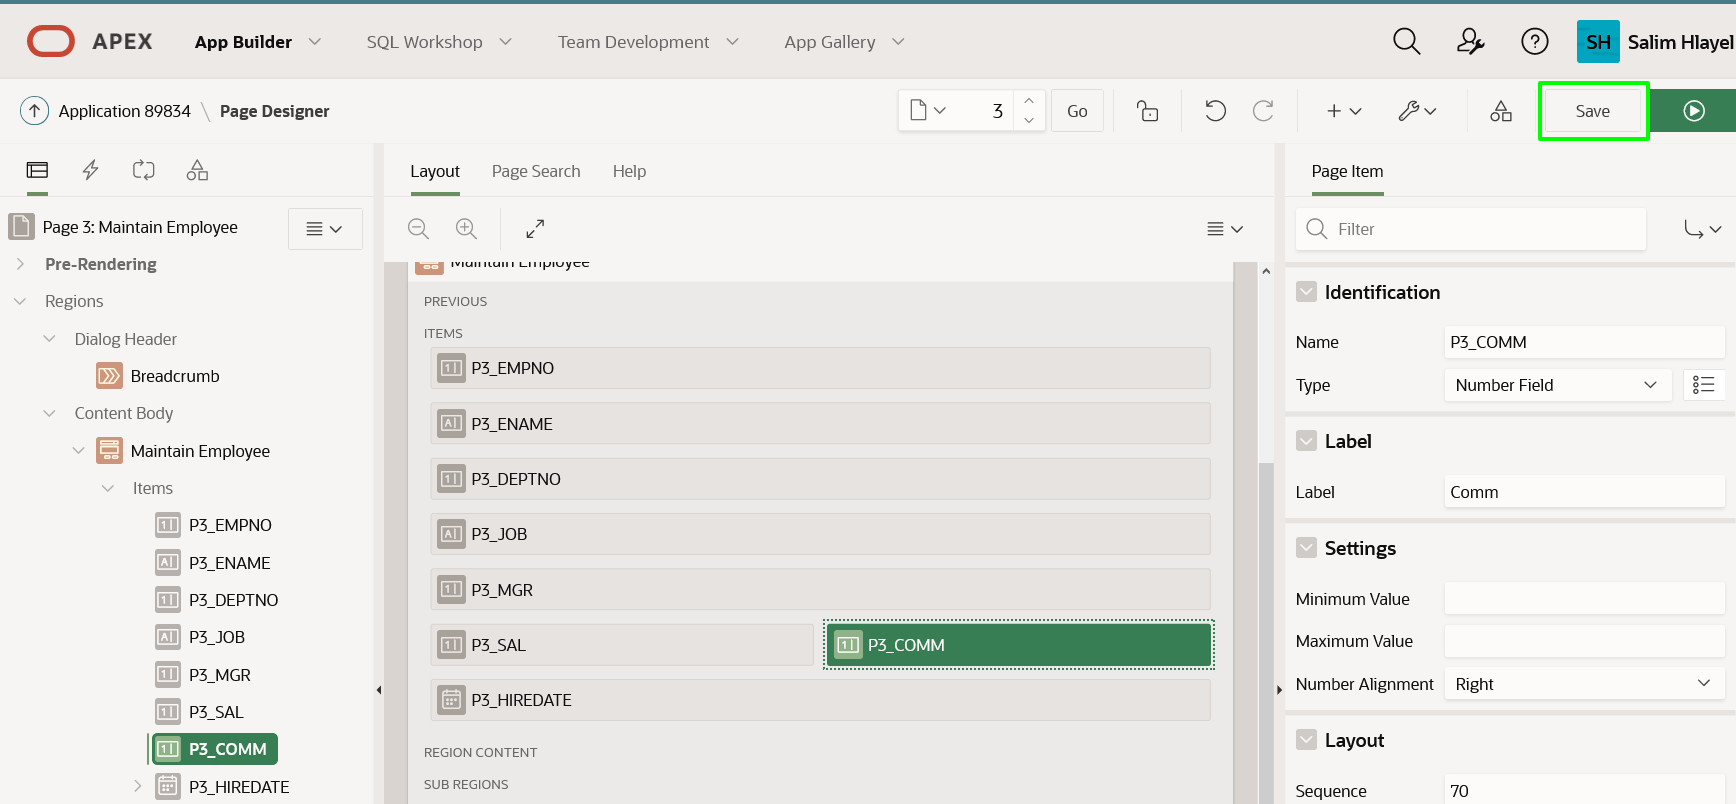 APEX App Builder SQL Workshop Team Development App Gallery SH Salim Hlayel
Application 89834 \ Page Designer 3 Go Save
Page 3: Maintain Employee
Pre-Rendering
Regions
Dialog Header
Breadcrumb
Content Body
Maintain Employee
Items
P3_EMPNO
P3_ENAME
P3_DEPTNO
P3_JOB
P3_MGR
P3_SAL
P3_COMM
P3_HIREDATE
Layout Page Search Help
Maintain Employee
PREVIOUS
ITEMS
P3_EMPNO
P3_ENAME
P3_DEPTNO
P3_JOB
P3_MGR
P3_SAL P3_COMM
P3_HIREDATE
REGION CONTENT
SUB REGIONS
Page Item
Filter
Identification
Name P3_COMM
Type Number Field
Label
Label Comm
Settings
Minimum Value
Maximum Value
Number Alignment Right
Layout
Sequence 70